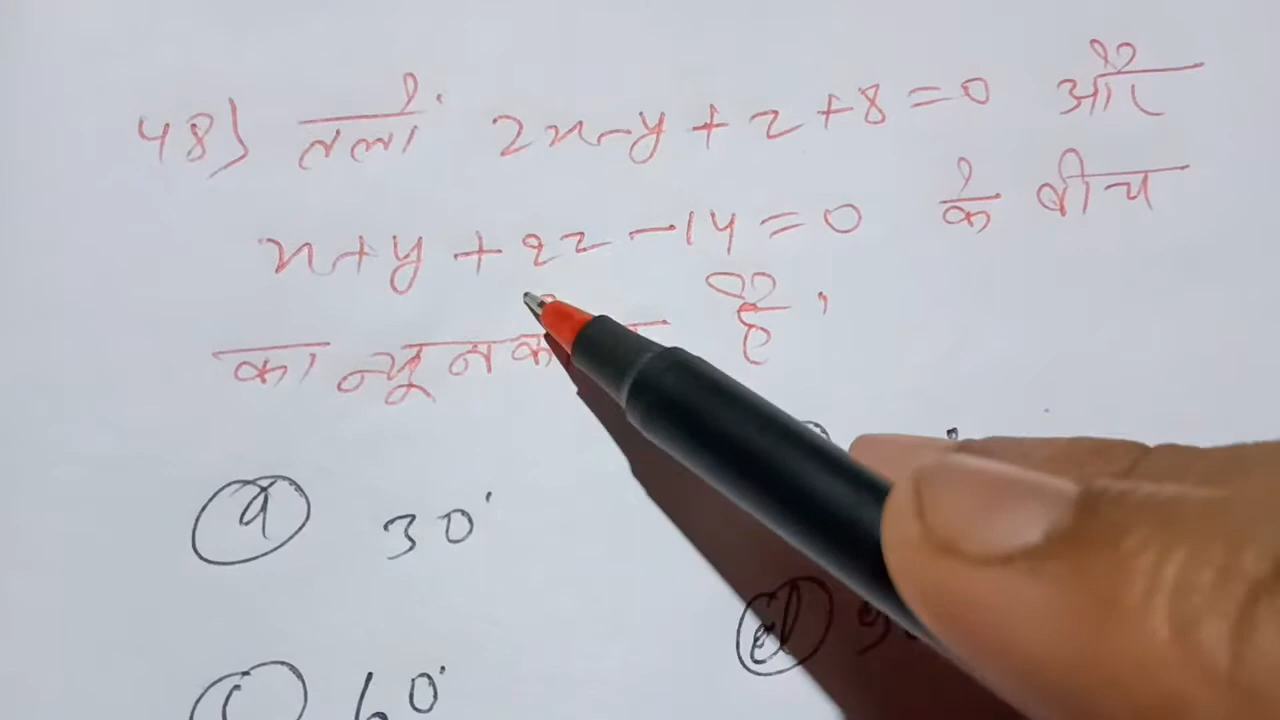 48) तलों 2x-y+z+8=0 और
x+y+2z-14=0 के बीच
का न्यूनक है,
(a) 30°
(d)
(c) 60°